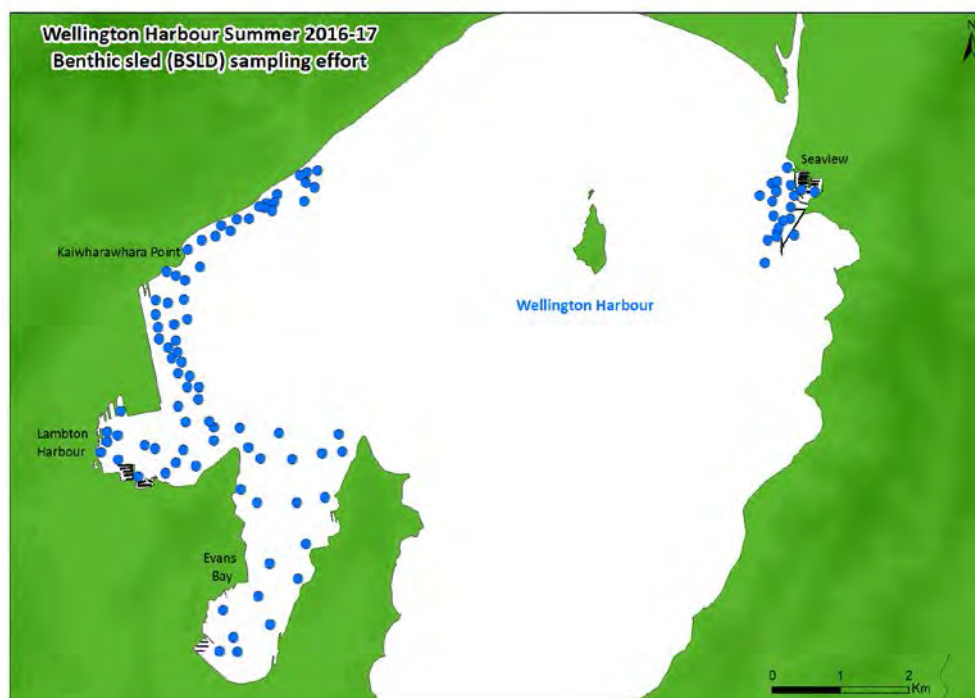 Wellington Harbour Summer 2016-17
Benthic sled (BSLD) sampling effort
N
Seaview
Kaiwharawhara Point
Wellington Harbour
Lambton
Harbour
Evans
Bay
0 1 2
Km